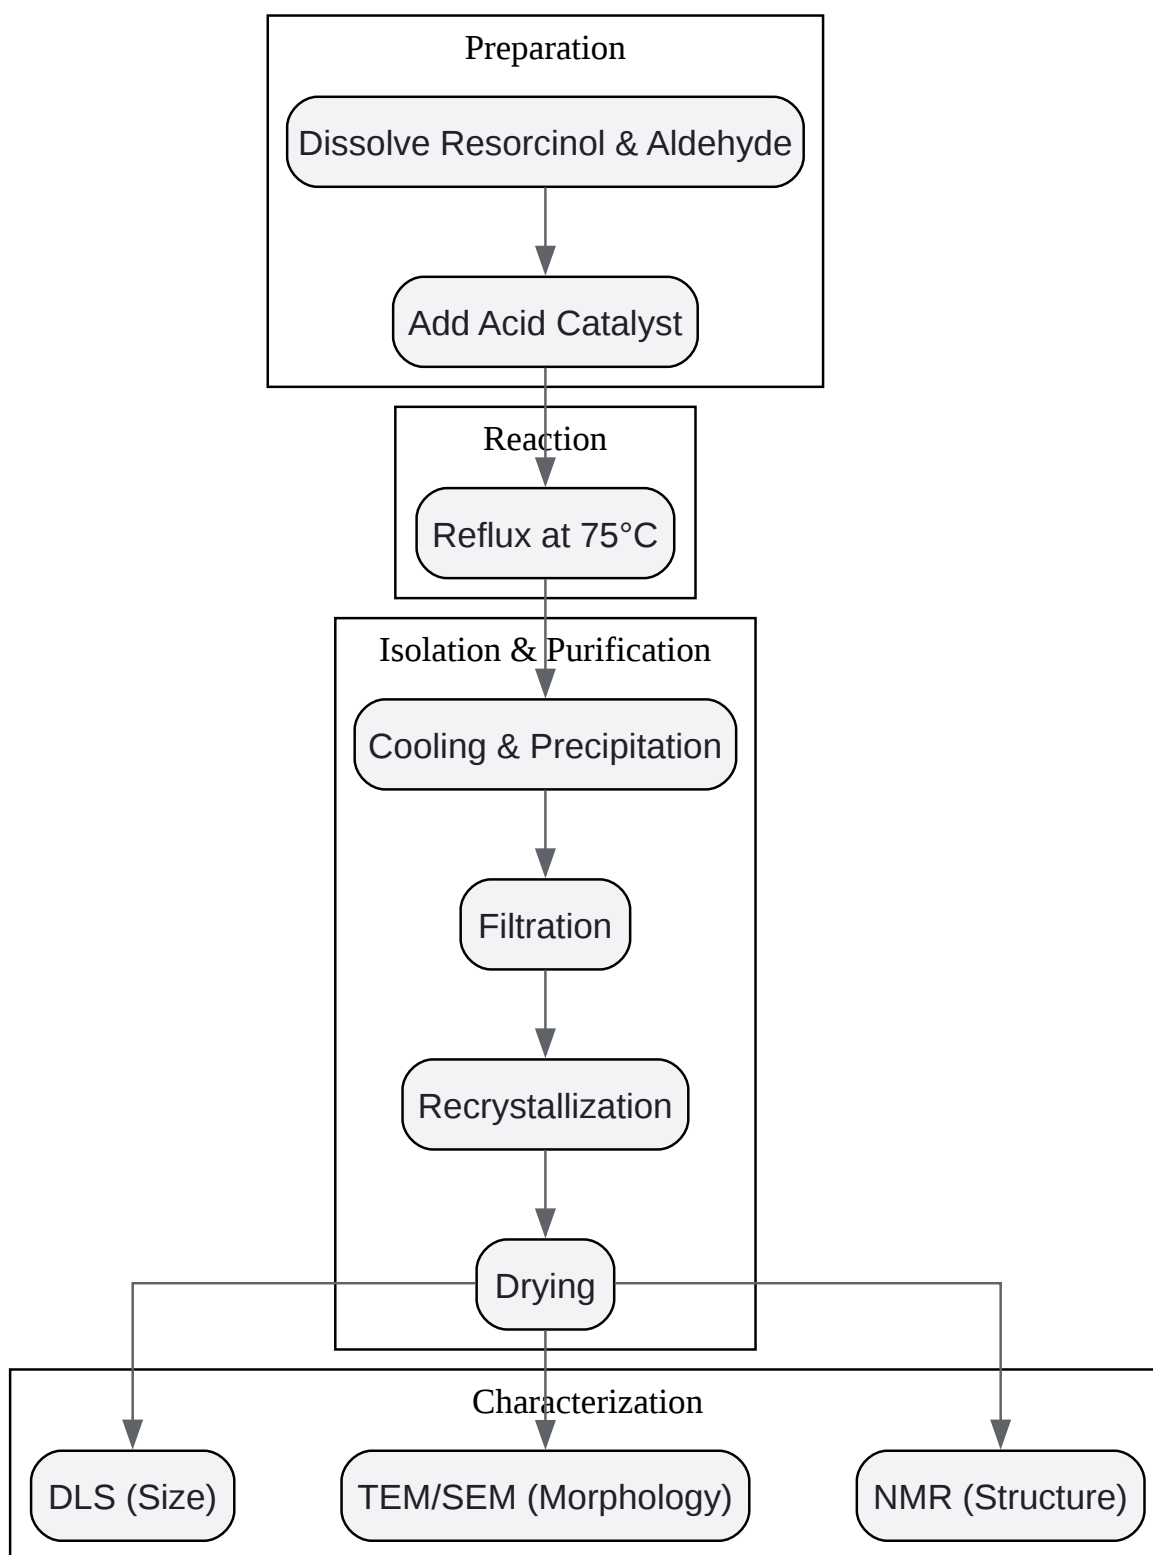 Preparation
Dissolve Resorcinol & Aldehyde
Add Acid Catalyst
Reaction
Reflux at 75°C
Isolation & Purification
Cooling & Precipitation
Filtration
Recrystallization
Drying
Characterization
DLS (Size)
TEM/SEM (Morphology)
NMR (Structure)